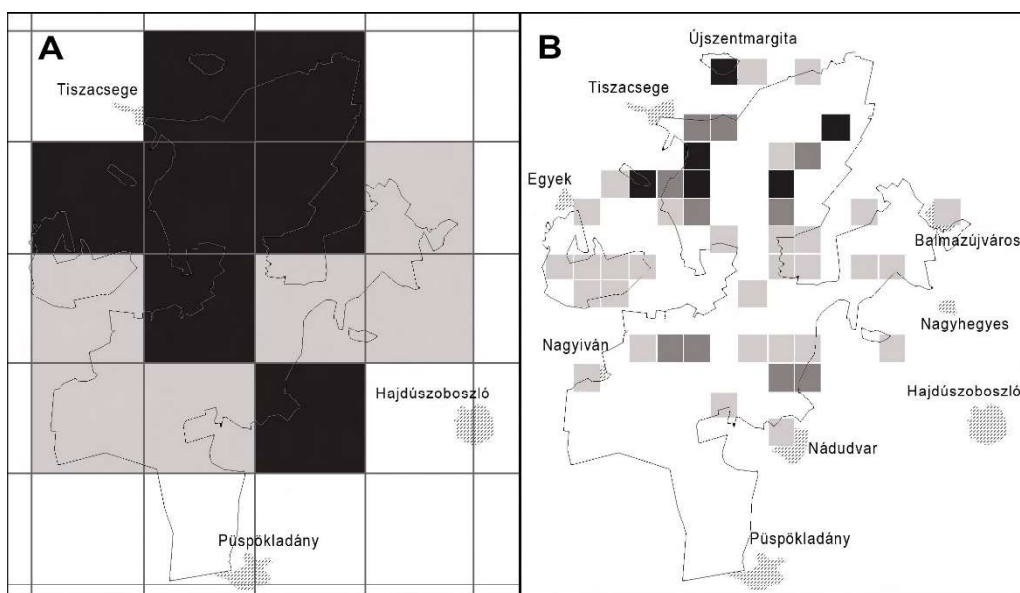 A
Tiszacsege
Hajdúszoboszló
Püspökladány
B
Újszentmargita
Tiszacsege
Egyek
Balmazújváros
Nagyhegyes
Nagyiván
Hajdúszoboszló
Nádudvar
Püspökladány